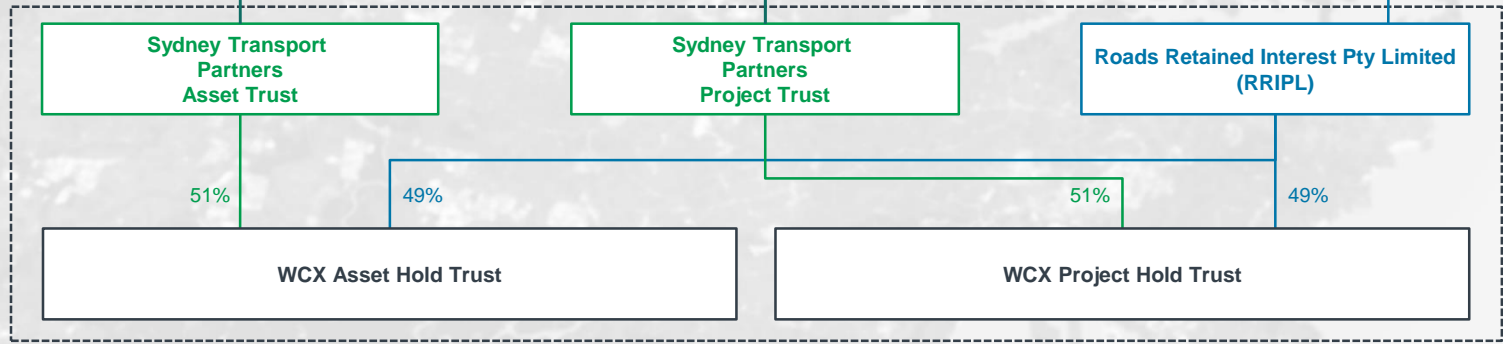 Sydney Transport
Partners
Asset Trust
Sydney Transport
Partners
Project Trust
Roads Retained Interest Pty Limited
(RRIPL)
51%
49%
51%
49%
WCX Asset Hold Trust
WCX Project Hold Trust